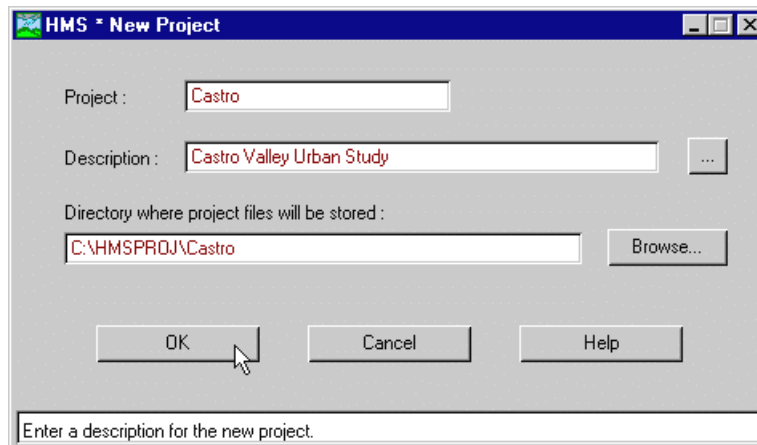 HMS * New Project
Project :
Castro
Description :
Castro Valley Urban Study
...
Directory where project files will be stored :
C:\HMSPROJ\Castro
Browse...
OK
Cancel
Help
Enter a description for the new project.